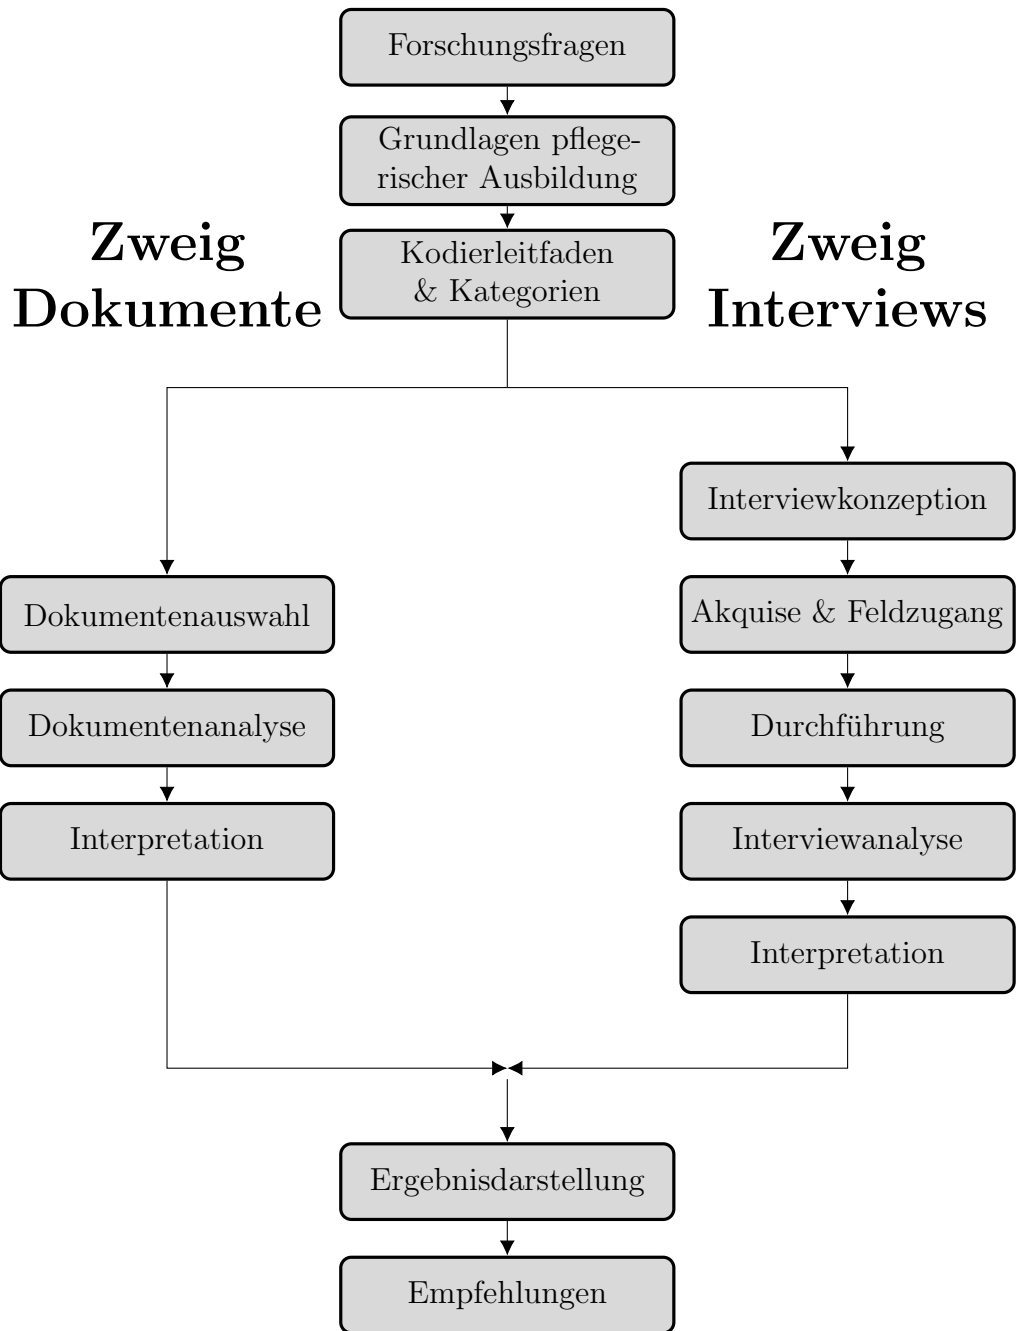 Forschungsfragen
Grundlagen pflege-
rischer Ausbildung
Kodierleitfaden
& Kategorien
Zweig
Dokumente
Zweig
Interviews
Dokumentenauswahl
Dokumentenanalyse
Interpretation
Interviewkonzeption
Akquise & Feldzugang
Durchführung
Interviewanalyse
Interpretation
Ergebnisdarstellung
Empfehlungen